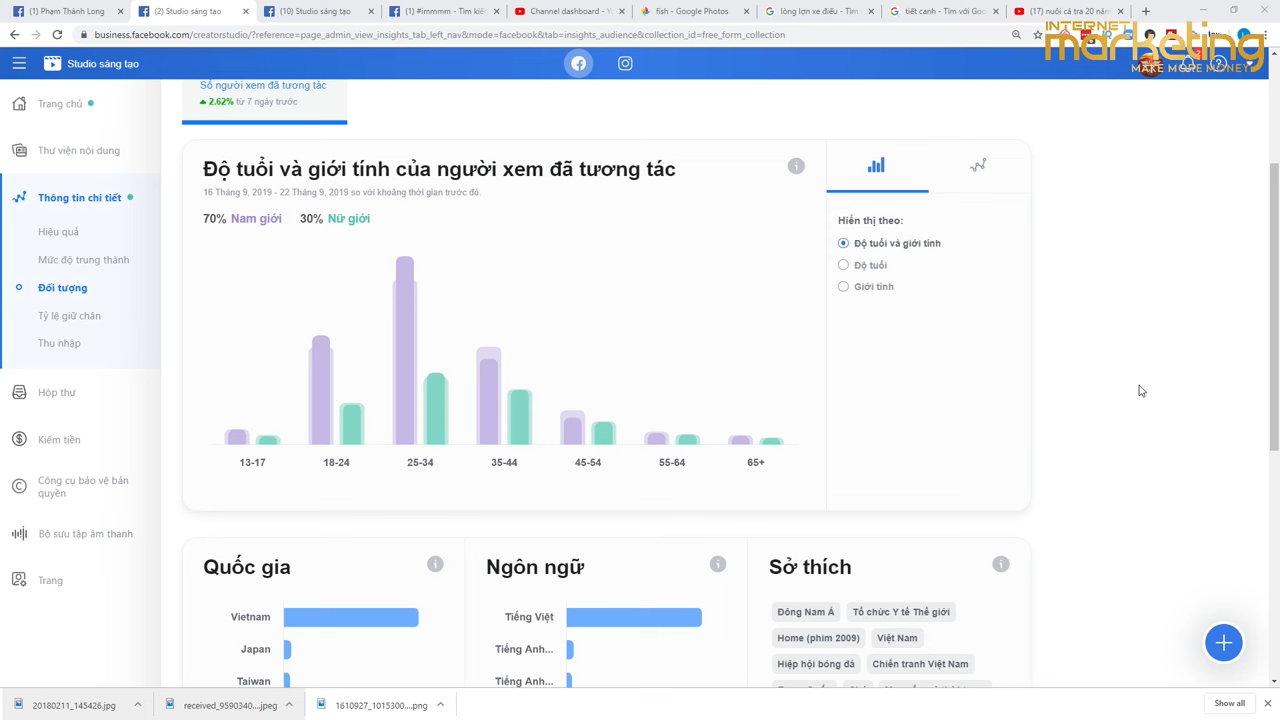 (1) Phạm Thành Long
(2) Studio sáng tạo
(10) Studio sáng tạo
(1) #immmm - Tìm kiế
Channel dashboard - Y
fish - Google Photos
lòng lợn xe điếu - Tìm
tiết canh - Tìm với Goo
(17) nuôi cá tra 20 năm
business.facebook.com/creatorstudio/?reference=page_admin_view_insights_tab_left_nav&mode=facebook&tab=insights_audience&collection_id=free_form_collection
INTERNET
marketing
MAKE MORE MONEY
Studio sáng tạo
Trang chủ
Thư viện nội dung
Thông tin chi tiết
Hiệu quả
Mức độ trung thành
Đối tượng
Tỷ lệ giữ chân
Thu nhập
Hộp thư
Kiếm tiền
Công cụ bảo vệ bản
quyền
Bộ sưu tập âm thanh
Trang
Số người xem đã tương tác
2.62% từ 7 ngày trước
Độ tuổi và giới tính của người xem đã tương tác
16 Tháng 9, 2019 - 22 Tháng 9, 2019 so với khoảng thời gian trước đó.
70% Nam giới 30% Nữ giới
13-17 18-24 25-34 35-44 45-54 55-64 65+
Hiển thị theo:
Độ tuổi và giới tính
Độ tuổi
Giới tính
Quốc gia
Vietnam
Japan
Taiwan
Ngôn ngữ
Tiếng Việt
Tiếng Anh...
Tiếng Anh...
Sở thích
Đông Nam Á Tổ chức Y tế Thế giới
Home (phim 2009) Việt Nam
Hiệp hội bóng đá Chiến tranh Việt Nam
20180211_145426.jpg
received_9590340....jpeg
1610927_1015300....png
Show all